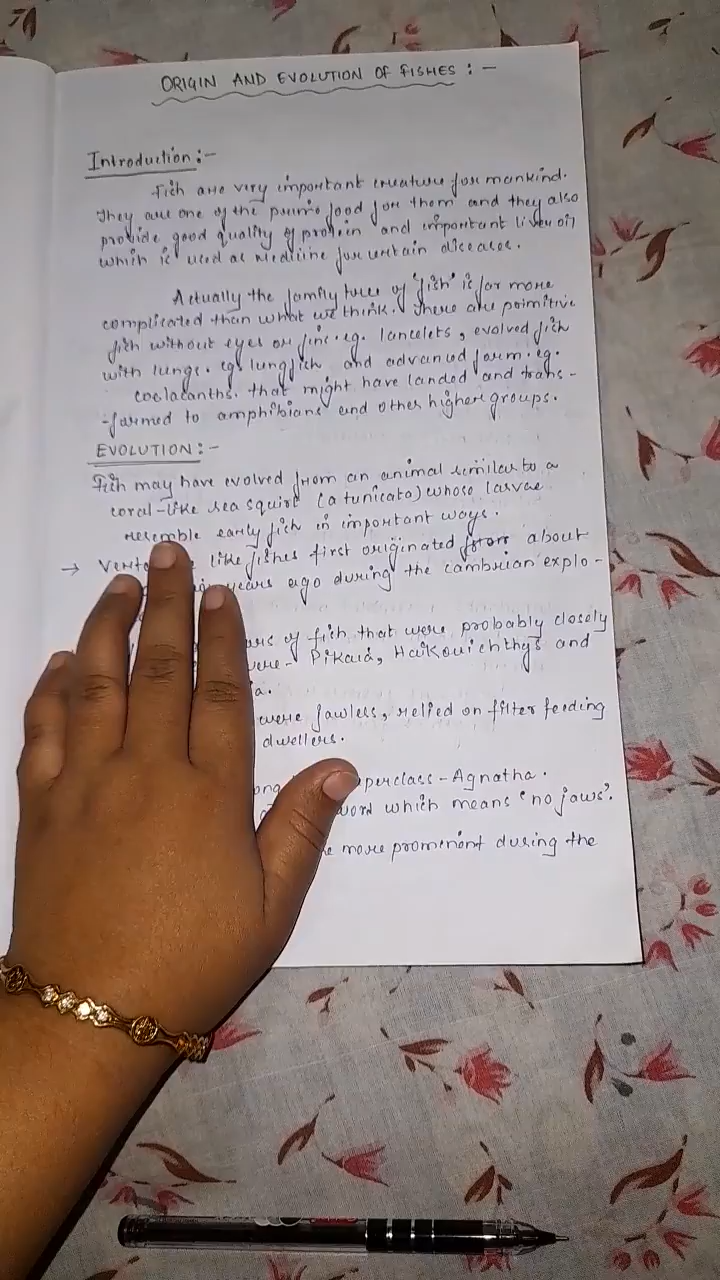 ORIGIN AND EVOLUTION OF FISHES : -
Introduction :-
Fish are very important creature for mankind.
They are one of the prime food for them and they also
provide good quality of protein and important liver oil
which is used as medicine for certain diseases.
Actually the family tree of 'fish' is far more
complicated than what we think. There are primitive
fish without eyes or fins. eg. lancelets, evolved fish
with lungs. eg lungfish and advanced form. eg.
coelacanths. that might have landed and trans-
-formed to amphibians and other higher groups.
EVOLUTION :-
Fish may have evolved from an animal similar to a
coral-like sea squirt (a tunicata) whose larvae
resemble early fish in important ways.
→ like fishes first originated from about
years ago during the cambrian explo-
of fish that were probably closely
Pikaia, Haikouichthys and
were jawless, relied on filter feeding
dwellers.
Agnatha.
word which means 'no jaws'.
more prominent during the